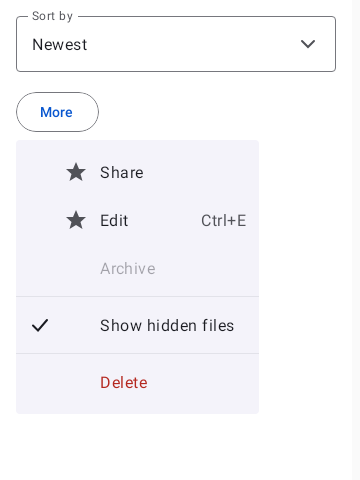 Sort by
Newest
More
Share
Edit Ctrl+E
Archive
Show hidden files
Delete